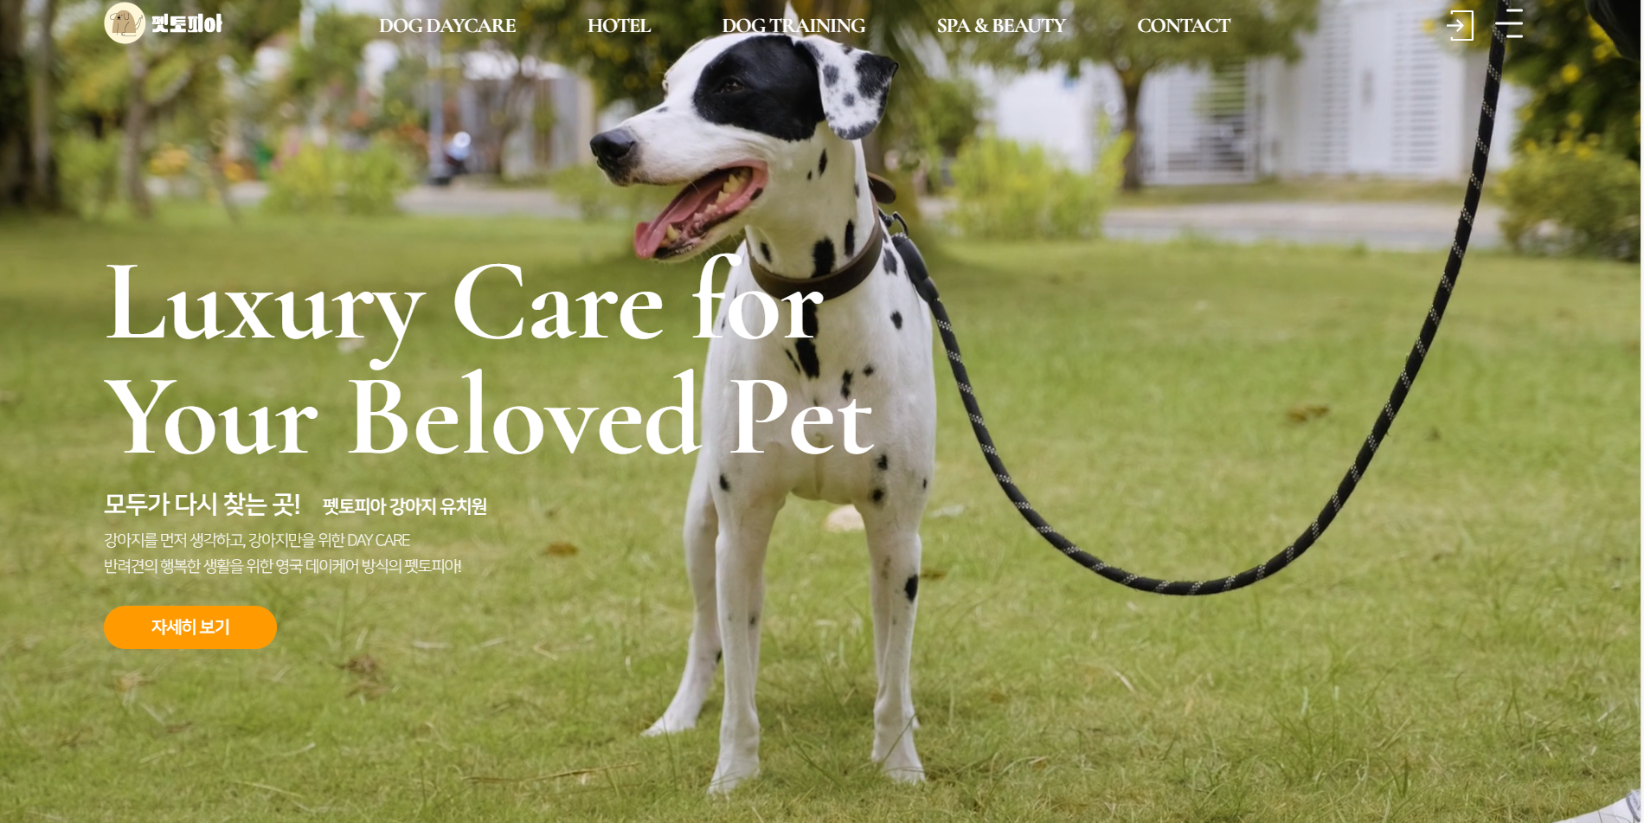 펫토피아
DOG DAYCARE
HOTEL
DOG TRAINING
SPA & BEAUTY
CONTACT
Luxury Care for
Your Beloved Pet
모두가 다시 찾는 곳! 펫토피아 강아지 유치원
강아지를 먼저 생각하고, 강아지만을 위한 DAY CARE
반려견의 행복한 생활을 위한 영국 데이케어 방식의 펫토피아!
자세히 보기